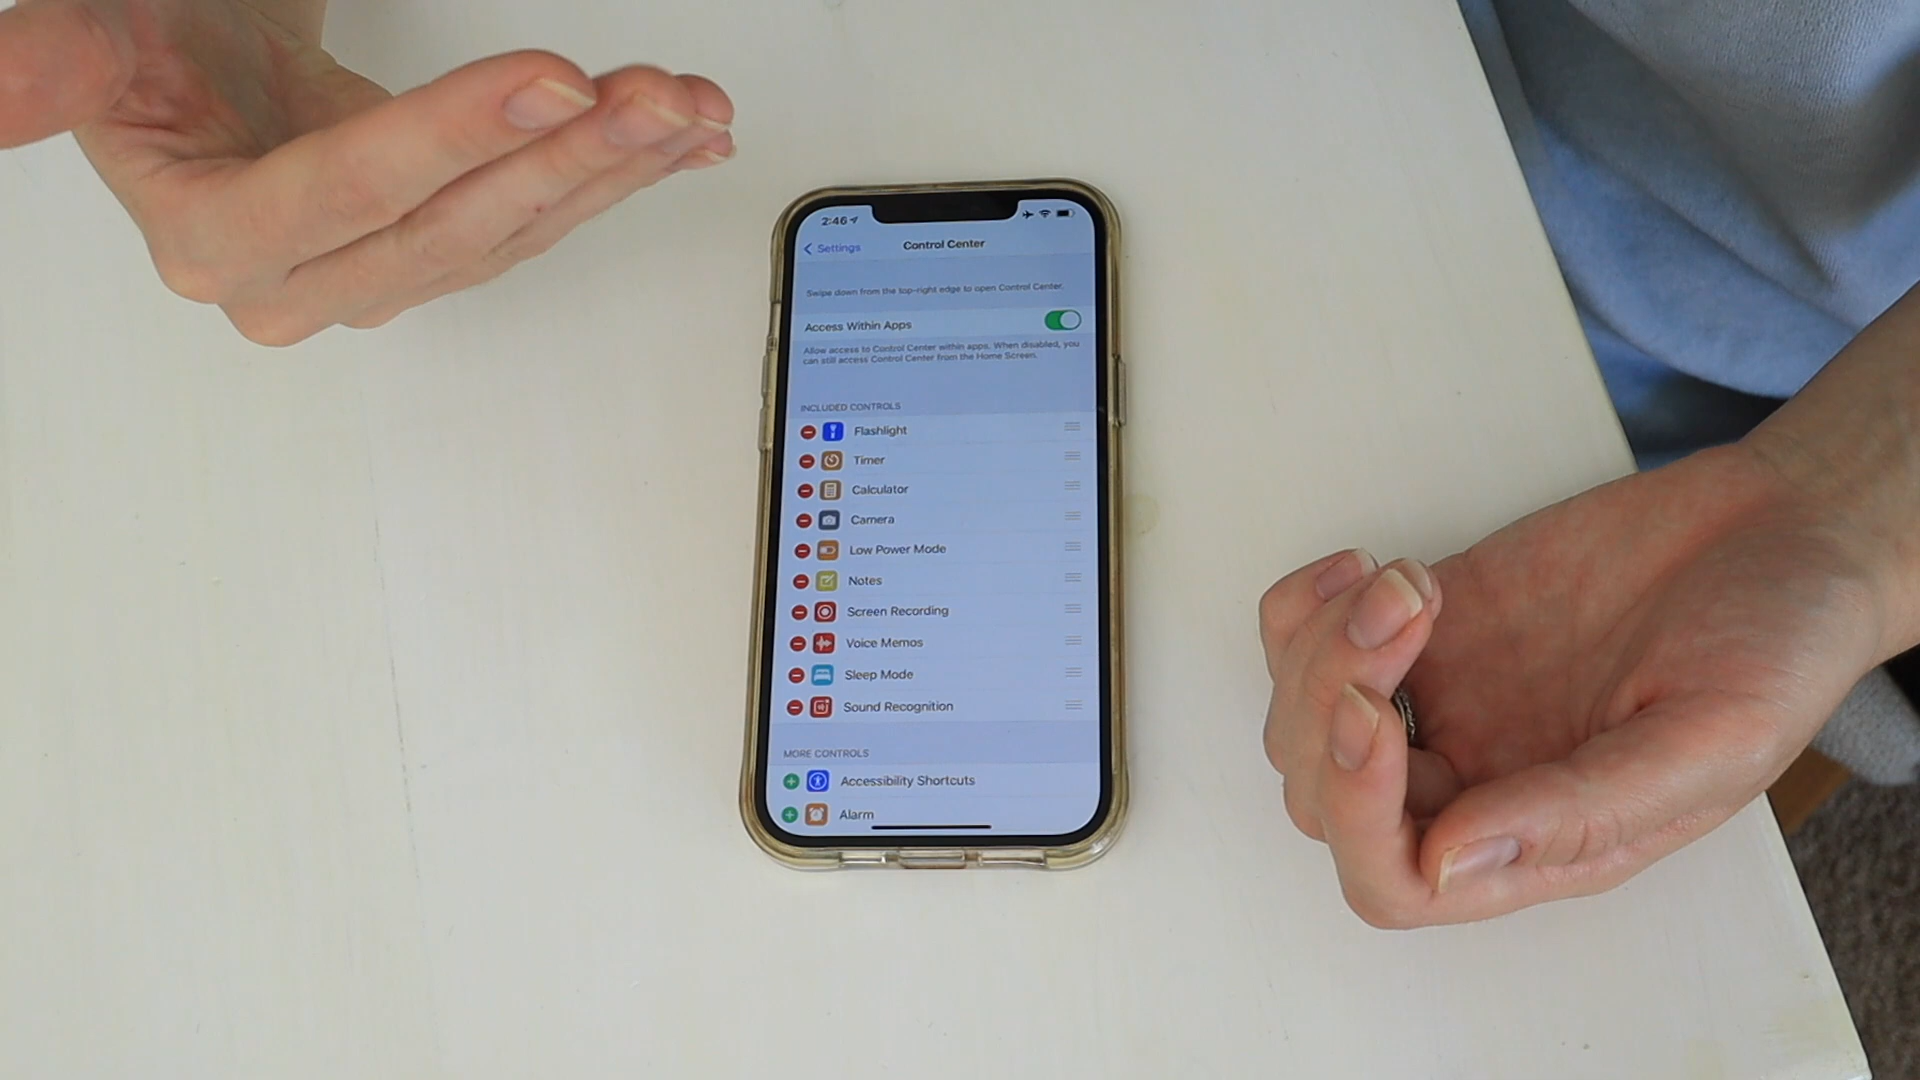 2:46
Settings
Control Center
Swipe down from the top-right edge to open Control Center.
Access Within Apps
Allow access to Control Center within apps. When disabled, you
can still access Control Center from the Home Screen.
INCLUDED CONTROLS
Flashlight
Timer
Calculator
Camera
Low Power Mode
Notes
Screen Recording
Voice Memos
Sleep Mode
Sound Recognition
MORE CONTROLS
Accessibility Shortcuts
Alarm